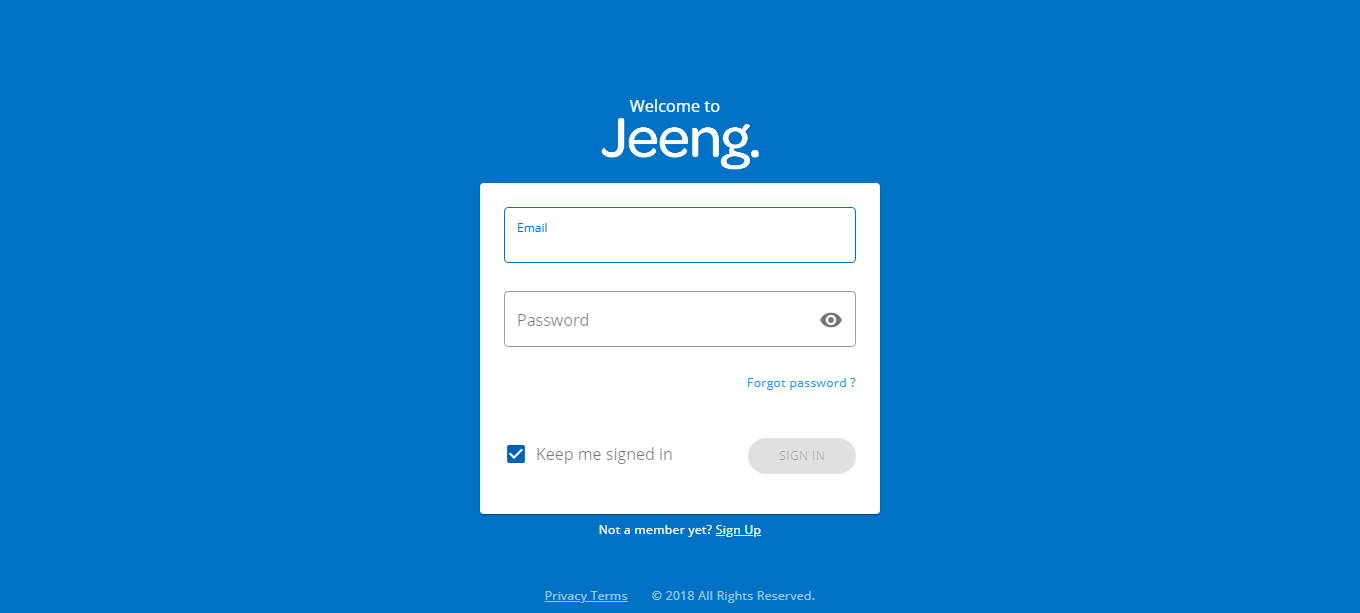 Welcome to
Jeeng.
Email
Password
Forgot password ?
Keep me signed in
SIGN IN
Not a member yet? Sign Up
Privacy Terms © 2018 All Rights Reserved.